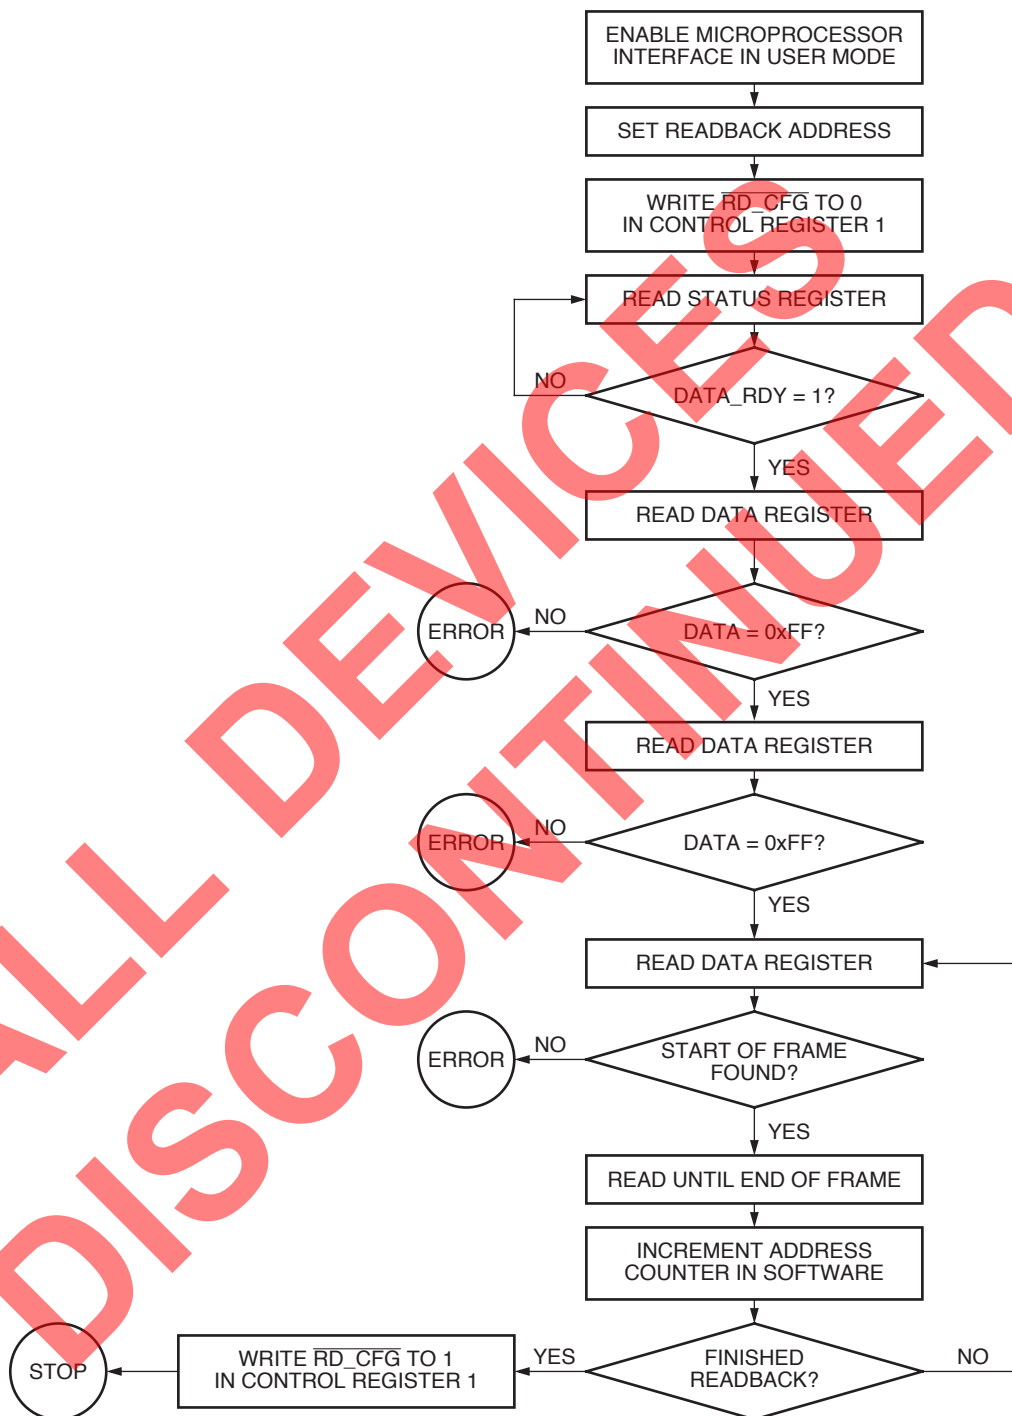 ENABLE MICROPROCESSOR
INTERFACE IN USER MODE
SET READBACK ADDRESS
WRITE RD_CFG TO 0
IN CONTROL REGISTER 1
READ STATUS REGISTER
NO
DATA_RDY = 1?
YES
READ DATA REGISTER
ERROR
NO
DATA = 0xFF?
YES
READ DATA REGISTER
ERROR
NO
DATA = 0xFF?
YES
READ DATA REGISTER
ERROR
NO
START OF FRAME
FOUND?
YES
READ UNTIL END OF FRAME
INCREMENT ADDRESS
COUNTER IN SOFTWARE
STOP
WRITE RD_CFG TO 1
IN CONTROL REGISTER 1
YES
FINISHED
READBACK?
NO
ALL DEVICES
DISCONTINUED